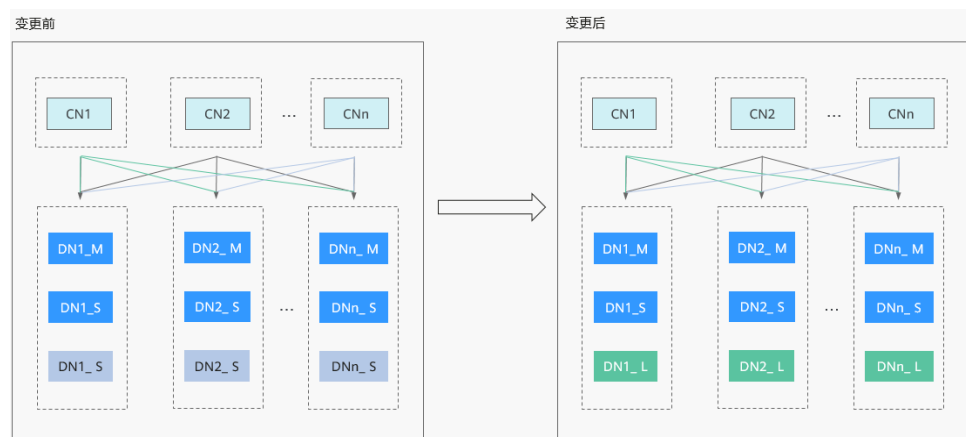 变更前
变更后
CN1
CN2
...
CNn
CN1
CN2
...
CNn
DN1_M
DN2_ M
DNn_ M
DN1_M
DN2_ M
DNn_ M
DN1_S
DN2_ S
...
DNn_ S
DN1_S
DN2_ S
...
DNn_ S
DN1_ S
DN2_ S
DNn_ S
DN1_ L
DN2_ L
DNn_ L